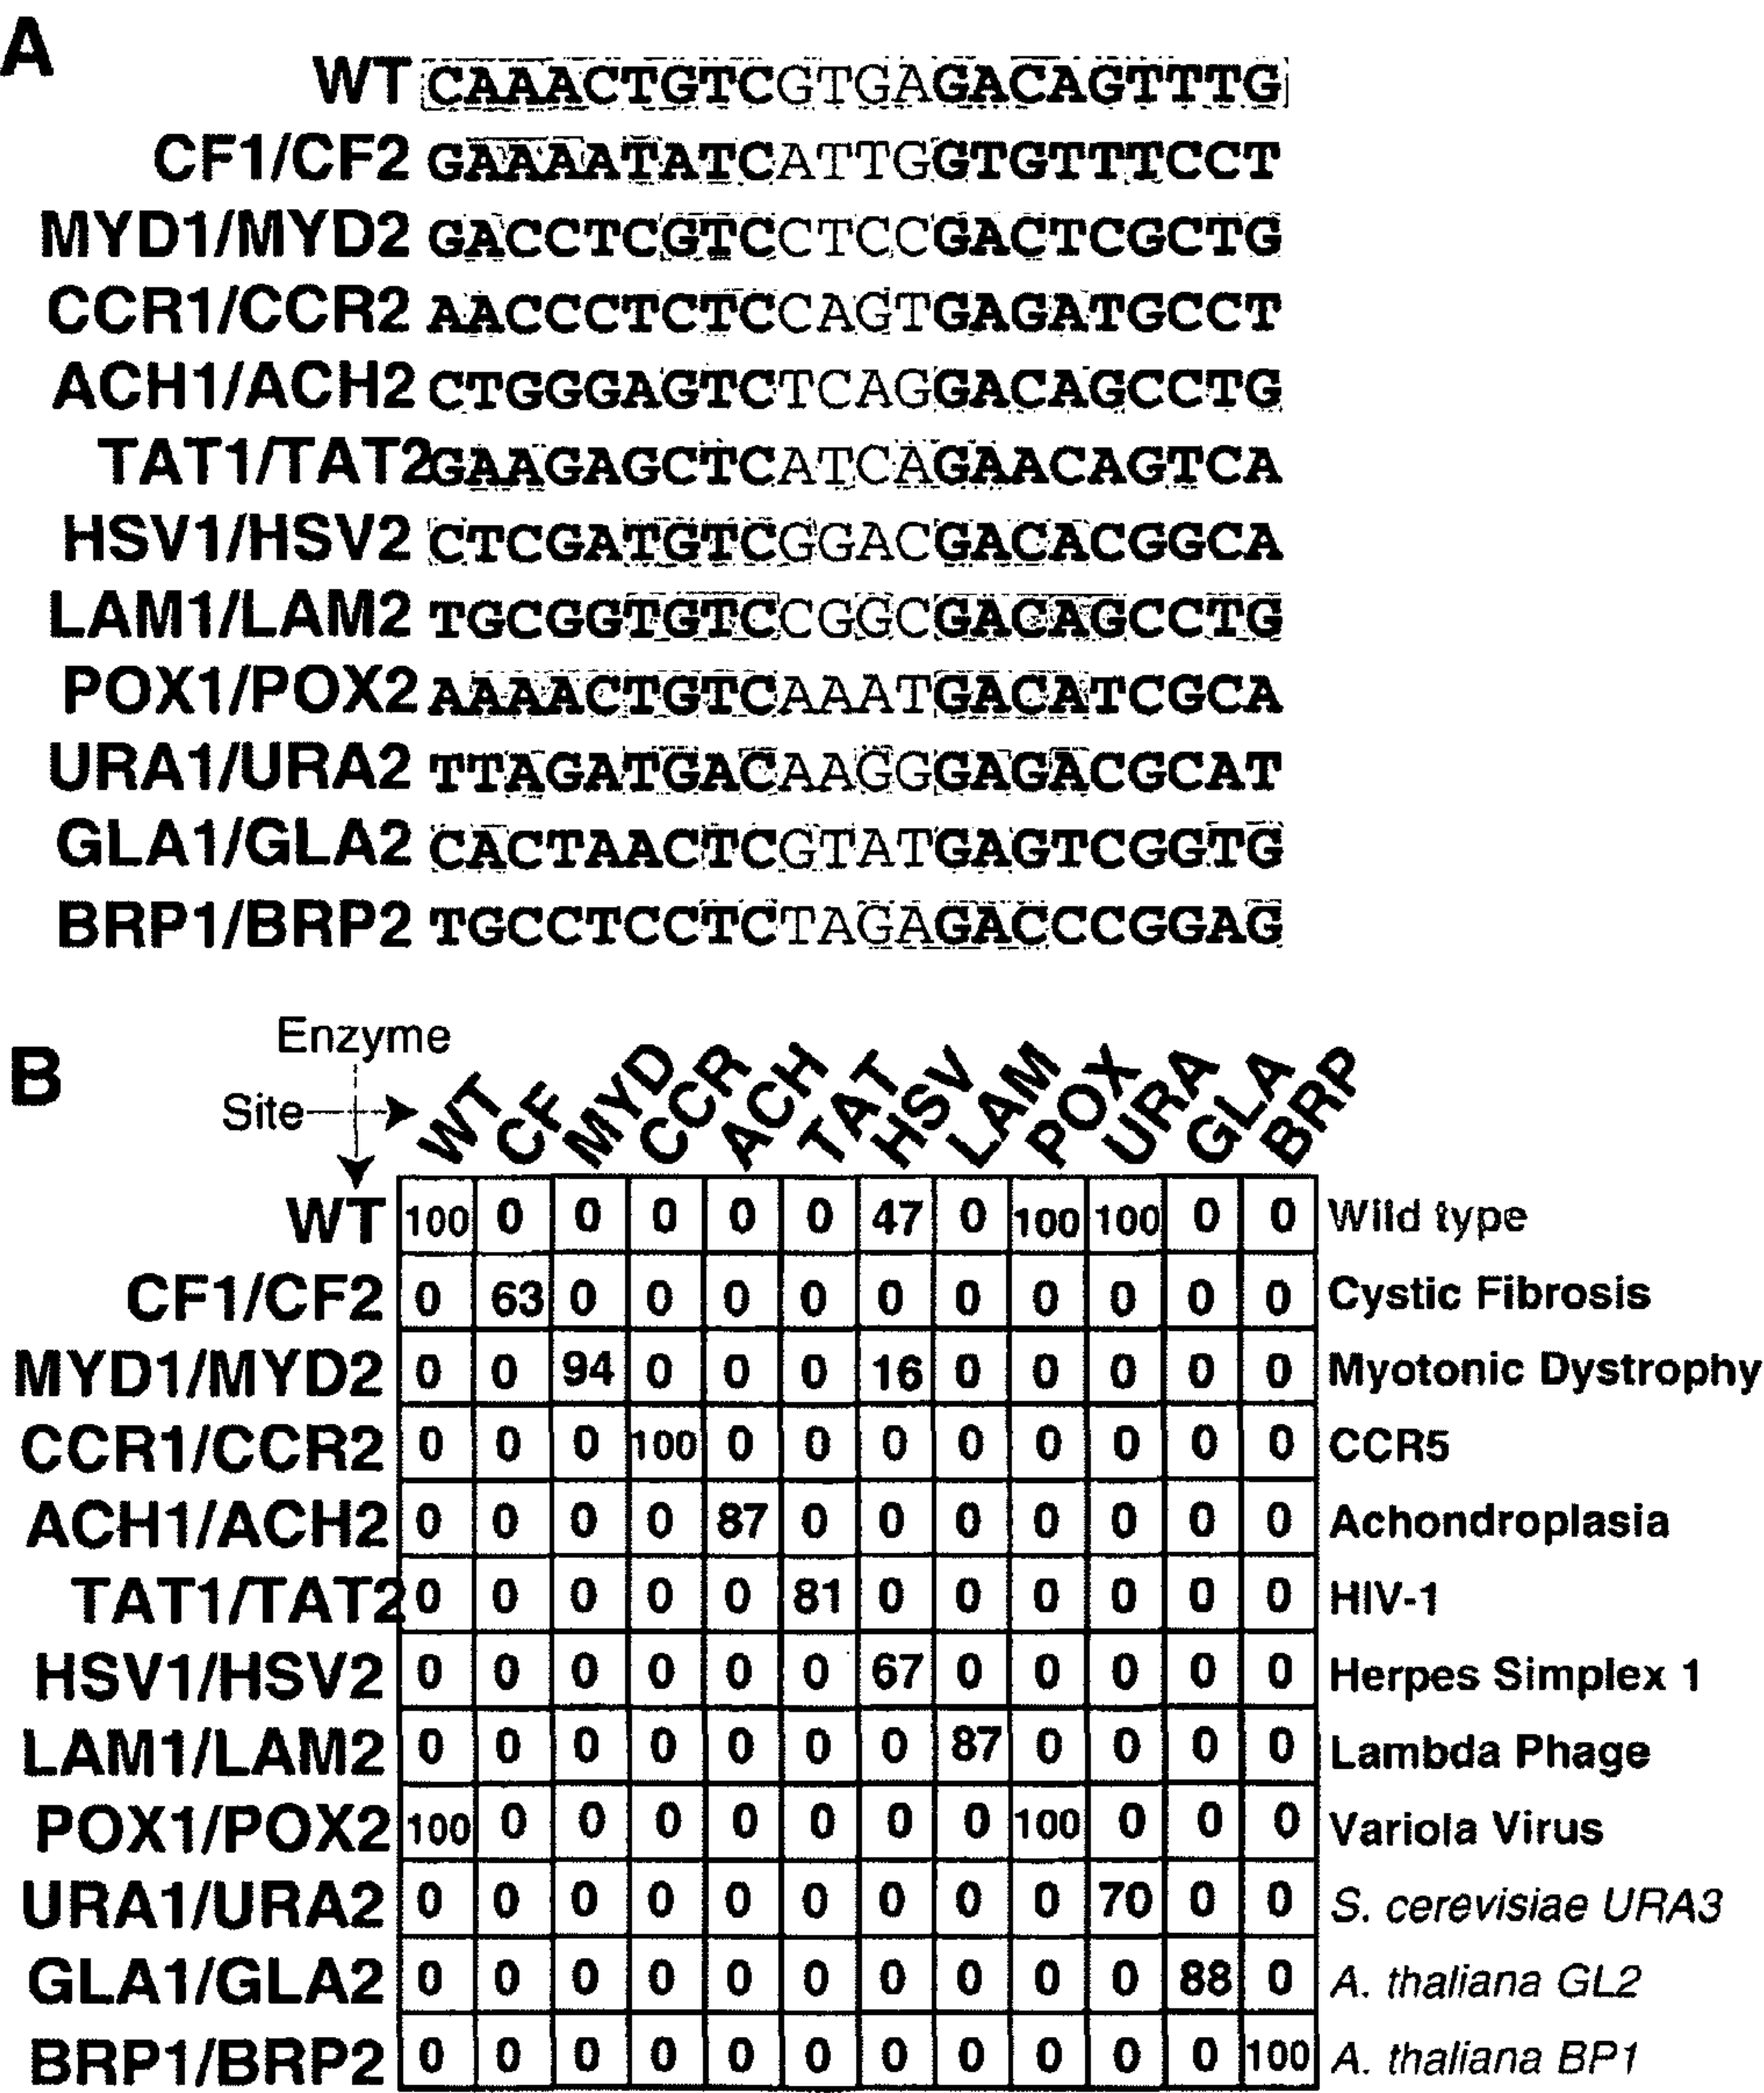 A
WT CAAACTGTCGTGAGACAGTTTG
CF1/CF2 GAAAATATCATTGGTGTTTCCT
MYD1/MYD2 GACCTCGTCCTCCGACTCGCTG
CCR1/CCR2 AACCCTCTCCAGTGAGATGCCT
ACH1/ACH2 CTGGGAGTCTCAGGACAGCCTG
TAT1/TAT2 GAAGAGCTCATCAGAACAGTCA
HSV1/HSV2 CTCGATGTCGGACGACACGGCA
LAM1/LAM2 TGCGGTGTCCGGCGACAGCCTG
POX1/POX2 AAAACTGTCAAATGACATCGCA
URA1/URA2 TTAGATGACAAGGGAGACGCAT
GLA1/GLA2 CACTAACTCGTATGAGTCGGTG
BRP1/BRP2 TGCCTCCTCTAGAGACCCGGAG
B
Enzyme
Site
WT CF MYD CCR ACH TAT HSV LAM POX URA GLA BRP
WT 100 0 0 0 0 0 47 0 100 100 0 0 Wild type
CF1/CF2 0 63 0 0 0 0 0 0 0 0 0 0 Cystic Fibrosis
MYD1/MYD2 0 0 94 0 0 0 16 0 0 0 0 0 Myotonic Dystrophy
CCR1/CCR2 0 0 0 100 0 0 0 0 0 0 0 0 CCR5
ACH1/ACH2 0 0 0 0 87 0 0 0 0 0 0 0 Achondroplasia
TAT1/TAT2 0 0 0 0 0 81 0 0 0 0 0 0 HIV-1
HSV1/HSV2 0 0 0 0 0 0 67 0 0 0 0 0 Herpes Simplex 1
LAM1/LAM2 0 0 0 0 0 0 0 87 0 0 0 0 Lambda Phage
POX1/POX2 100 0 0 0 0 0 0 0 100 0 0 0 Variola Virus
URA1/URA2 0 0 0 0 0 0 0 0 0 70 0 0 S. cerevisiae URA3
GLA1/GLA2 0 0 0 0 0 0 0 0 0 0 88 0 A. thaliana GL2
BRP1/BRP2 0 0 0 0 0 0 0 0 0 0 0 100 A. thaliana BP1